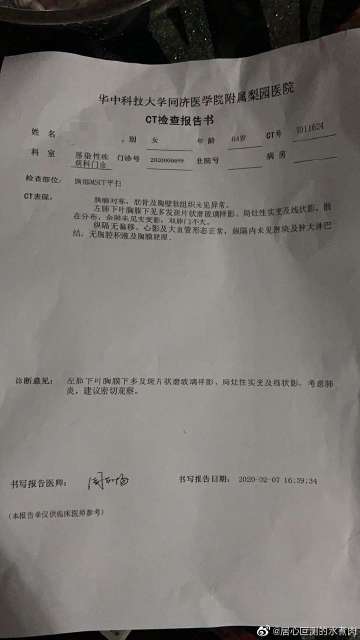 华中科技大学同济医学院附属梨园医院
CT检查报告书
姓名 性别 女 年龄 64岁 CT号 T011624
科室 感染性疾病科门诊 门诊号 2020000099 住院号 病房
检查部位: 胸部MSCT平扫
CT表现: 胸廓对称，肋骨及胸壁软组织未见异常。
左肺下叶胸膜下见多发斑片状磨玻璃样影、局灶性实变及线状影，散
在分布，余肺未见实变影，双肺门不大。
纵隔无偏移，心影及大血管形态正常，纵隔内未见肿块及肿大淋巴
结。无胸腔积液及胸膜肥厚。
诊断意见: 左肺下叶胸膜下多发斑片状磨玻璃样影、局灶性实变及线状影，考虑肺
炎，建议密切观察。
书写报告医师: 书写报告日期: 2020-02-07 16:39:34
(本报告单仅供临床医师参考)
@居心叵测的水煮肉